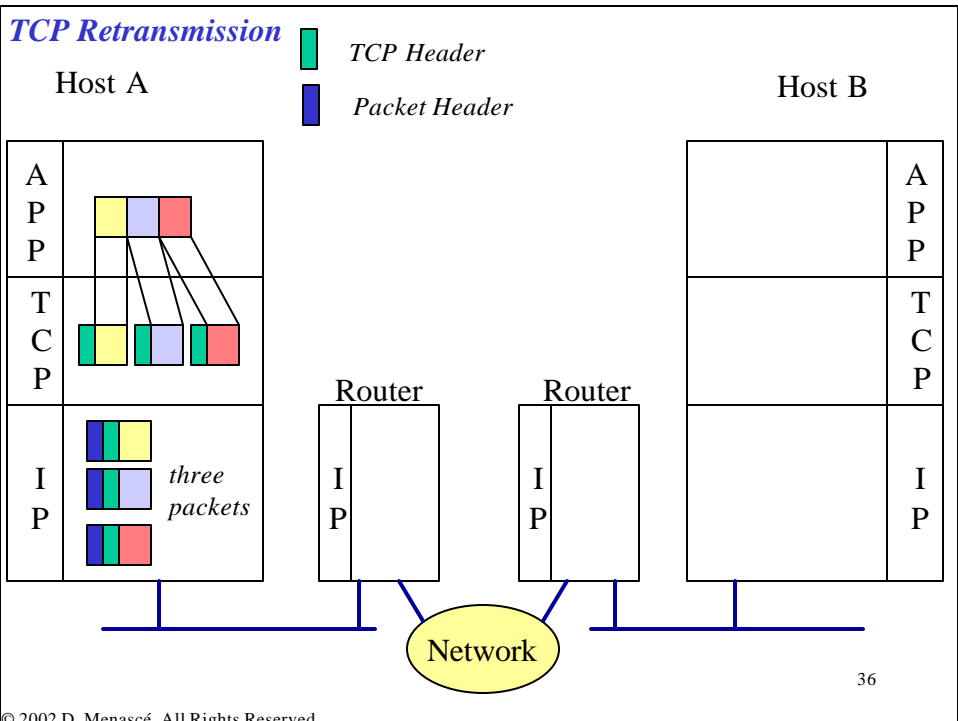 TCP Retransmission
TCP Header
Host A
Host B
Packet Header
A
P
P
A
P
P
T
C
P
T
C
P
Router
Router
I
P
three
packets
I
P
I
P
I
P
Network
36
© 2002 D. Menascé. All Rights Reserved.